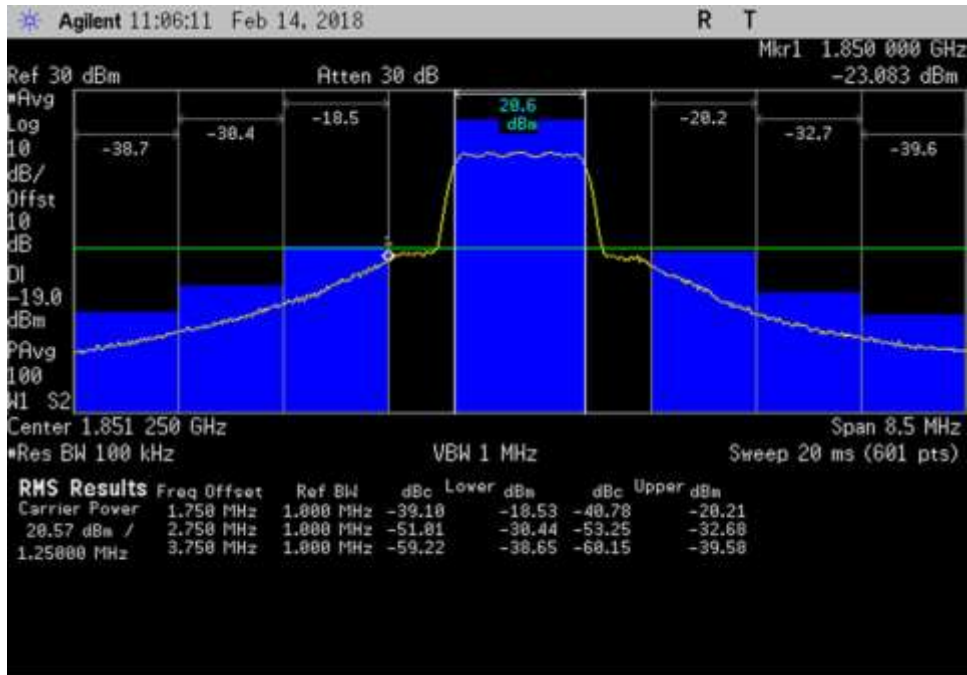 Agilent 11:06:11 Feb 14, 2018 R T
Mkr1 1.850 000 GHz
Ref 30 dBm Atten 30 dB -23.083 dBm
*Avg
Log
10
dB/
Offst
10
dB
DI
-19.0
dBm
PAvg
100
W1 S2
-38.7 -30.4 -18.5 20.6 dBm -20.2 -32.7 -39.6
1
Center 1.851 250 GHz Span 8.5 MHz
*Res BW 100 kHz VBW 1 MHz Sweep 20 ms (601 pts)
RMS Results Freq Offset Ref BW dBc Lower dBm dBc Upper dBm
Carrier Power 1.750 MHz 1.000 MHz -39.10 -18.53 -40.78 -20.21
20.57 dBm / 2.750 MHz 1.000 MHz -51.01 -30.44 -53.25 -32.68
1.25000 MHz 3.750 MHz 1.000 MHz -59.22 -38.65 -60.15 -39.58